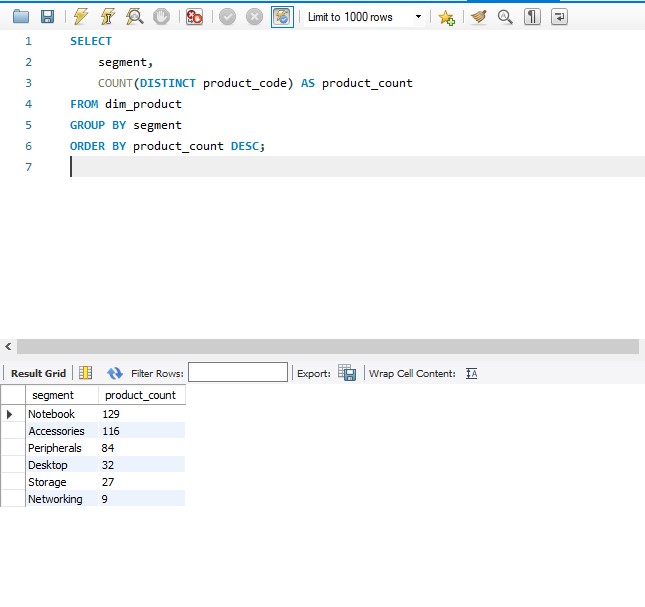 Limit to 1000 rows
1 SELECT
2 segment,
3 COUNT(DISTINCT product_code) AS product_count
4 FROM dim_product
5 GROUP BY segment
6 ORDER BY product_count DESC;
7
Result Grid Filter Rows: Export: Wrap Cell Content:
segment product_count
Notebook 129
Accessories 116
Peripherals 84
Desktop 32
Storage 27
Networking 9